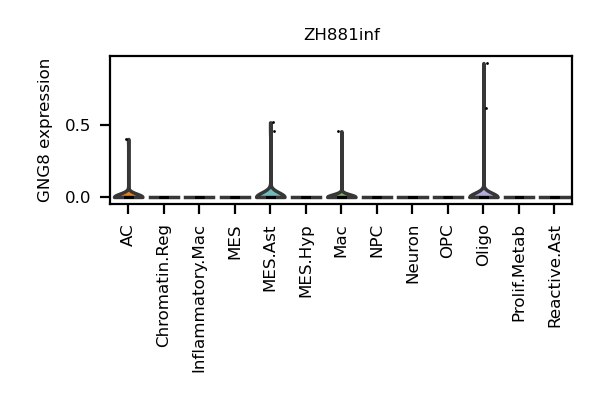 ZH881inf
GNG8 expression
0.5
0.0
AC
Chromatin.Reg
Inflammatory.Mac
MES
MES.Ast
MES.Hyp
Mac
NPC
Neuron
OPC
Oligo
Prolif.Metab
Reactive.Ast